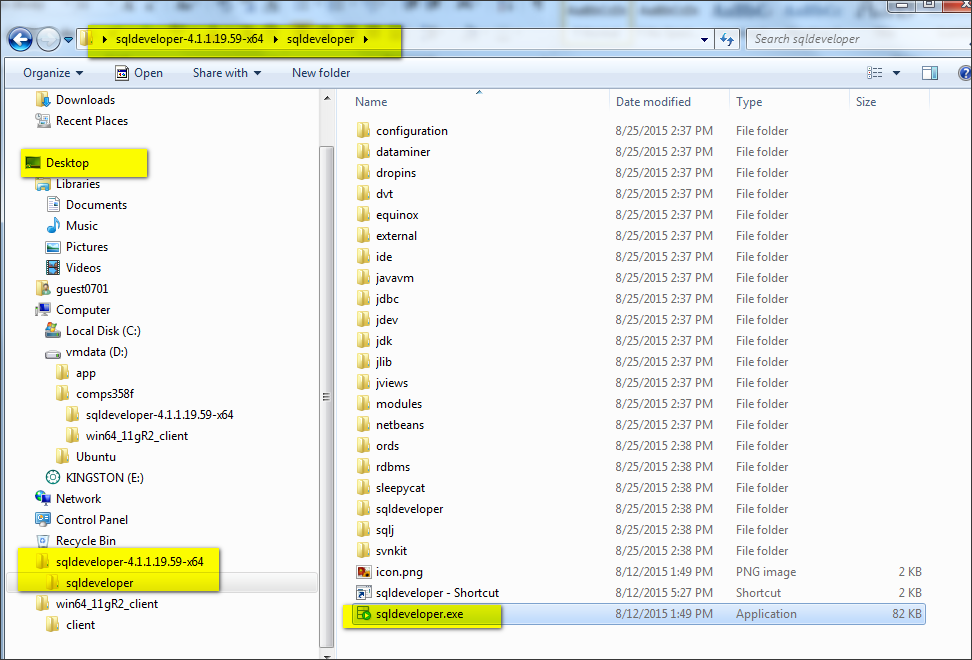 sqldeveloper-4.1.1.19.59-x64 sqldeveloper Search sqldeveloper
Organize Open Share with New folder
Downloads
Recent Places
Desktop
Libraries
Documents
Music
Pictures
Videos
guest0701
Computer
Local Disk (C:)
vmdata (D:)
app
comps358f
sqldeveloper-4.1.1.19.59-x64
win64_11gR2_client
Ubuntu
KINGSTON (E:)
Network
Control Panel
Recycle Bin
sqldeveloper-4.1.1.19.59-x64
sqldeveloper
win64_11gR2_client
client
Name Date modified Type Size
configuration 8/25/2015 2:37 PM File folder
dataminer 8/25/2015 2:37 PM File folder
dropins 8/25/2015 2:37 PM File folder
dvt 8/25/2015 2:37 PM File folder
equinox 8/25/2015 2:37 PM File folder
external 8/25/2015 2:37 PM File folder
ide 8/25/2015 2:37 PM File folder
javavm 8/25/2015 2:37 PM File folder
jdbc 8/25/2015 2:37 PM File folder
jdev 8/25/2015 2:37 PM File folder
jdk 8/25/2015 2:37 PM File folder
jlib 8/25/2015 2:37 PM File folder
jviews 8/25/2015 2:37 PM File folder
modules 8/25/2015 2:37 PM File folder
netbeans 8/25/2015 2:37 PM File folder
ords 8/25/2015 2:38 PM File folder
rdbms 8/25/2015 2:38 PM File folder
sleepycat 8/25/2015 2:38 PM File folder
sqldeveloper 8/25/2015 2:38 PM File folder
sqlj 8/25/2015 2:38 PM File folder
svnkit 8/25/2015 2:38 PM File folder
icon.png 8/12/2015 1:49 PM PNG image 2 KB
sqldeveloper - Shortcut 8/12/2015 5:27 PM Shortcut 2 KB
sqldeveloper.exe 8/12/2015 1:49 PM Application 82 KB